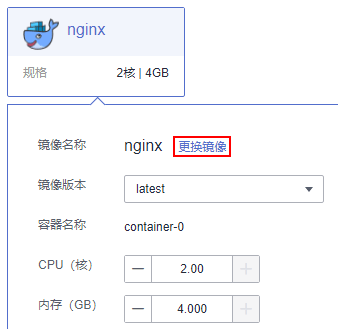 nginx
规格 2核 | 4GB
镜像名称 nginx 更换镜像
镜像版本 latest
容器名称 container-0
CPU（核） — 2.00 +
内存（GB） — 4.000 +